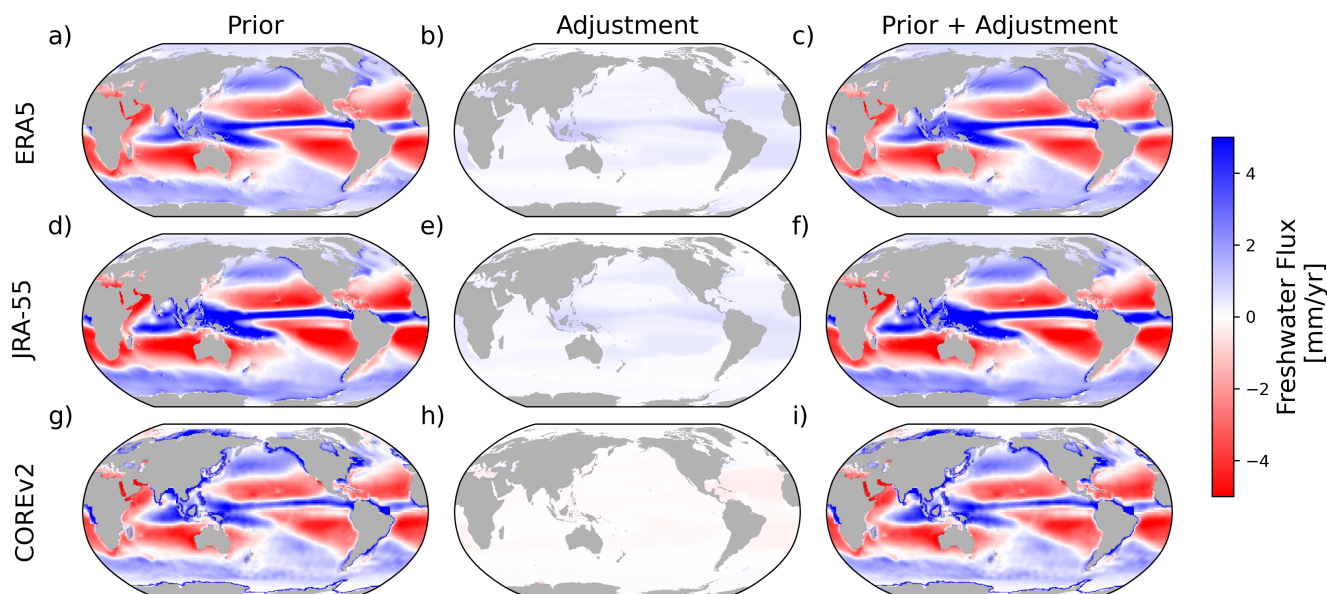 Prior
Adjustment
Prior + Adjustment
a)
b)
c)
ERA5
d)
e)
f)
JRA-55
g)
h)
i)
COREv2
4
2
0
−2
−4
Freshwater Flux
[mm/yr]